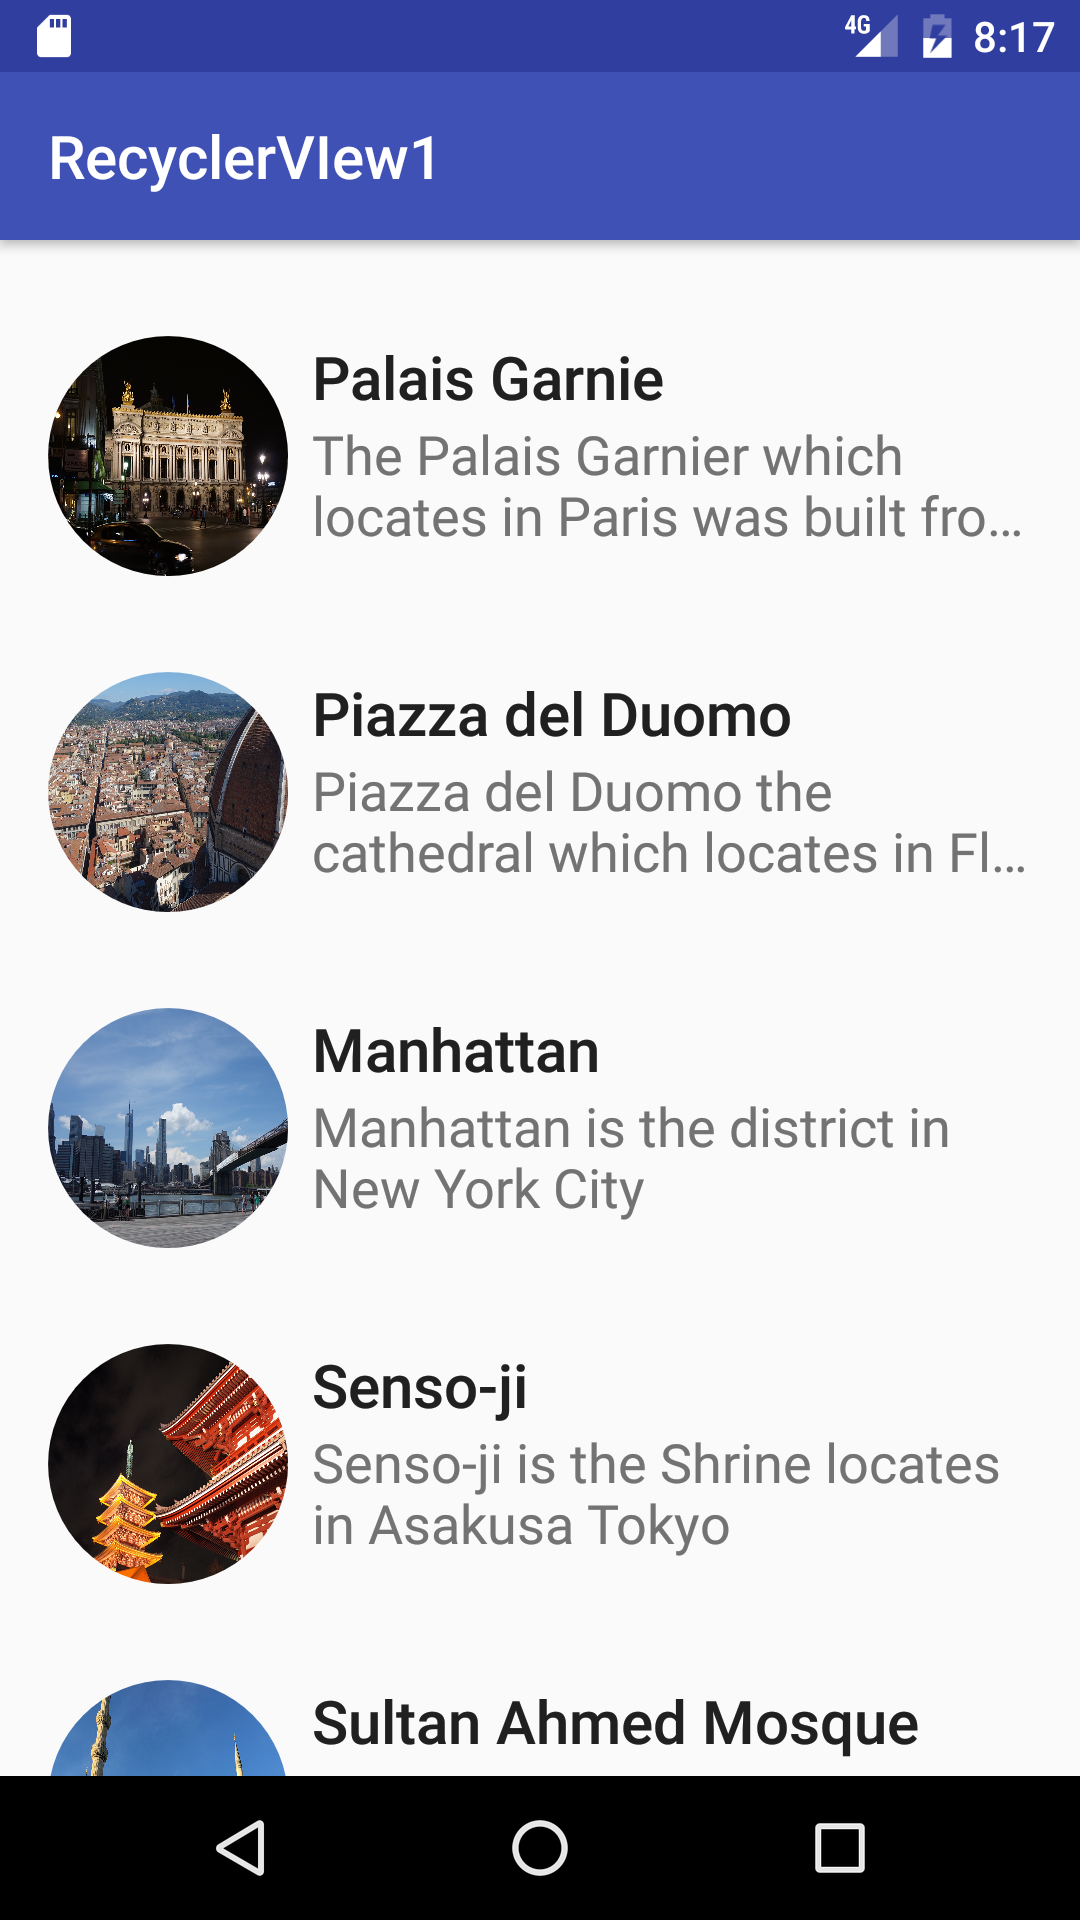 4G 8:17
RecyclerVIew1
Palais Garnie
The Palais Garnier which
locates in Paris was built fro…
Piazza del Duomo
Piazza del Duomo the
cathedral which locates in Fl…
Manhattan
Manhattan is the district in
New York City
Senso-ji
Senso-ji is the Shrine locates
in Asakusa Tokyo
Sultan Ahmed Mosque